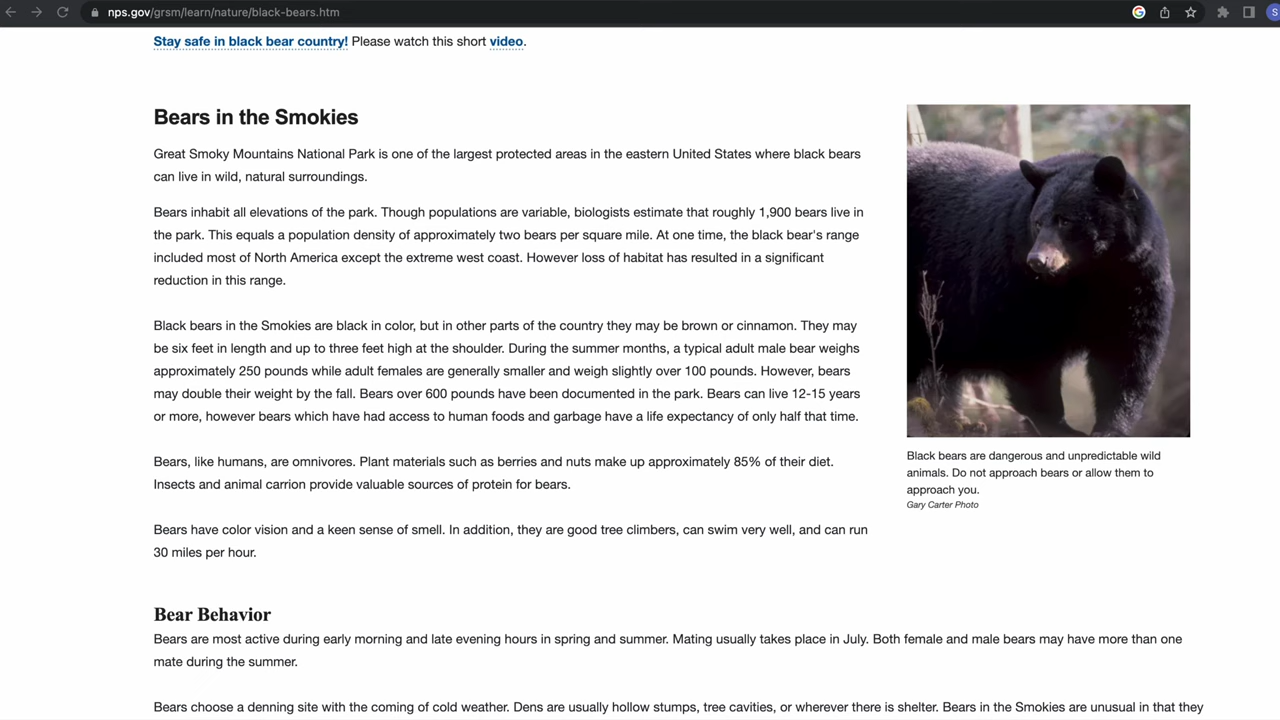 nps.gov/grsm/learn/nature/black-bears.htm
S
Stay safe in black bear country! Please watch this short video.
Bears in the Smokies
Great Smoky Mountains National Park is one of the largest protected areas in the eastern United States where black bears
can live in wild, natural surroundings.
Bears inhabit all elevations of the park. Though populations are variable, biologists estimate that roughly 1,900 bears live in
the park. This equals a population density of approximately two bears per square mile. At one time, the black bear's range
included most of North America except the extreme west coast. However loss of habitat has resulted in a significant
reduction in this range.
Black bears in the Smokies are black in color, but in other parts of the country they may be brown or cinnamon. They may
be six feet in length and up to three feet high at the shoulder. During the summer months, a typical adult male bear weighs
approximately 250 pounds while adult females are generally smaller and weigh slightly over 100 pounds. However, bears
may double their weight by the fall. Bears over 600 pounds have been documented in the park. Bears can live 12-15 years
or more, however bears which have had access to human foods and garbage have a life expectancy of only half that time.
Bears, like humans, are omnivores. Plant materials such as berries and nuts make up approximately 85% of their diet.
Insects and animal carrion provide valuable sources of protein for bears.
Bears have color vision and a keen sense of smell. In addition, they are good tree climbers, can swim very well, and can run
30 miles per hour.
Black bears are dangerous and unpredictable wild
animals. Do not approach bears or allow them to
approach you.
Gary Carter Photo
Bear Behavior
Bears are most active during early morning and late evening hours in spring and summer. Mating usually takes place in July. Both female and male bears may have more than one
mate during the summer.
Bears choose a denning site with the coming of cold weather. Dens are usually hollow stumps, tree cavities, or wherever there is shelter. Bears in the Smokies are unusual in that they